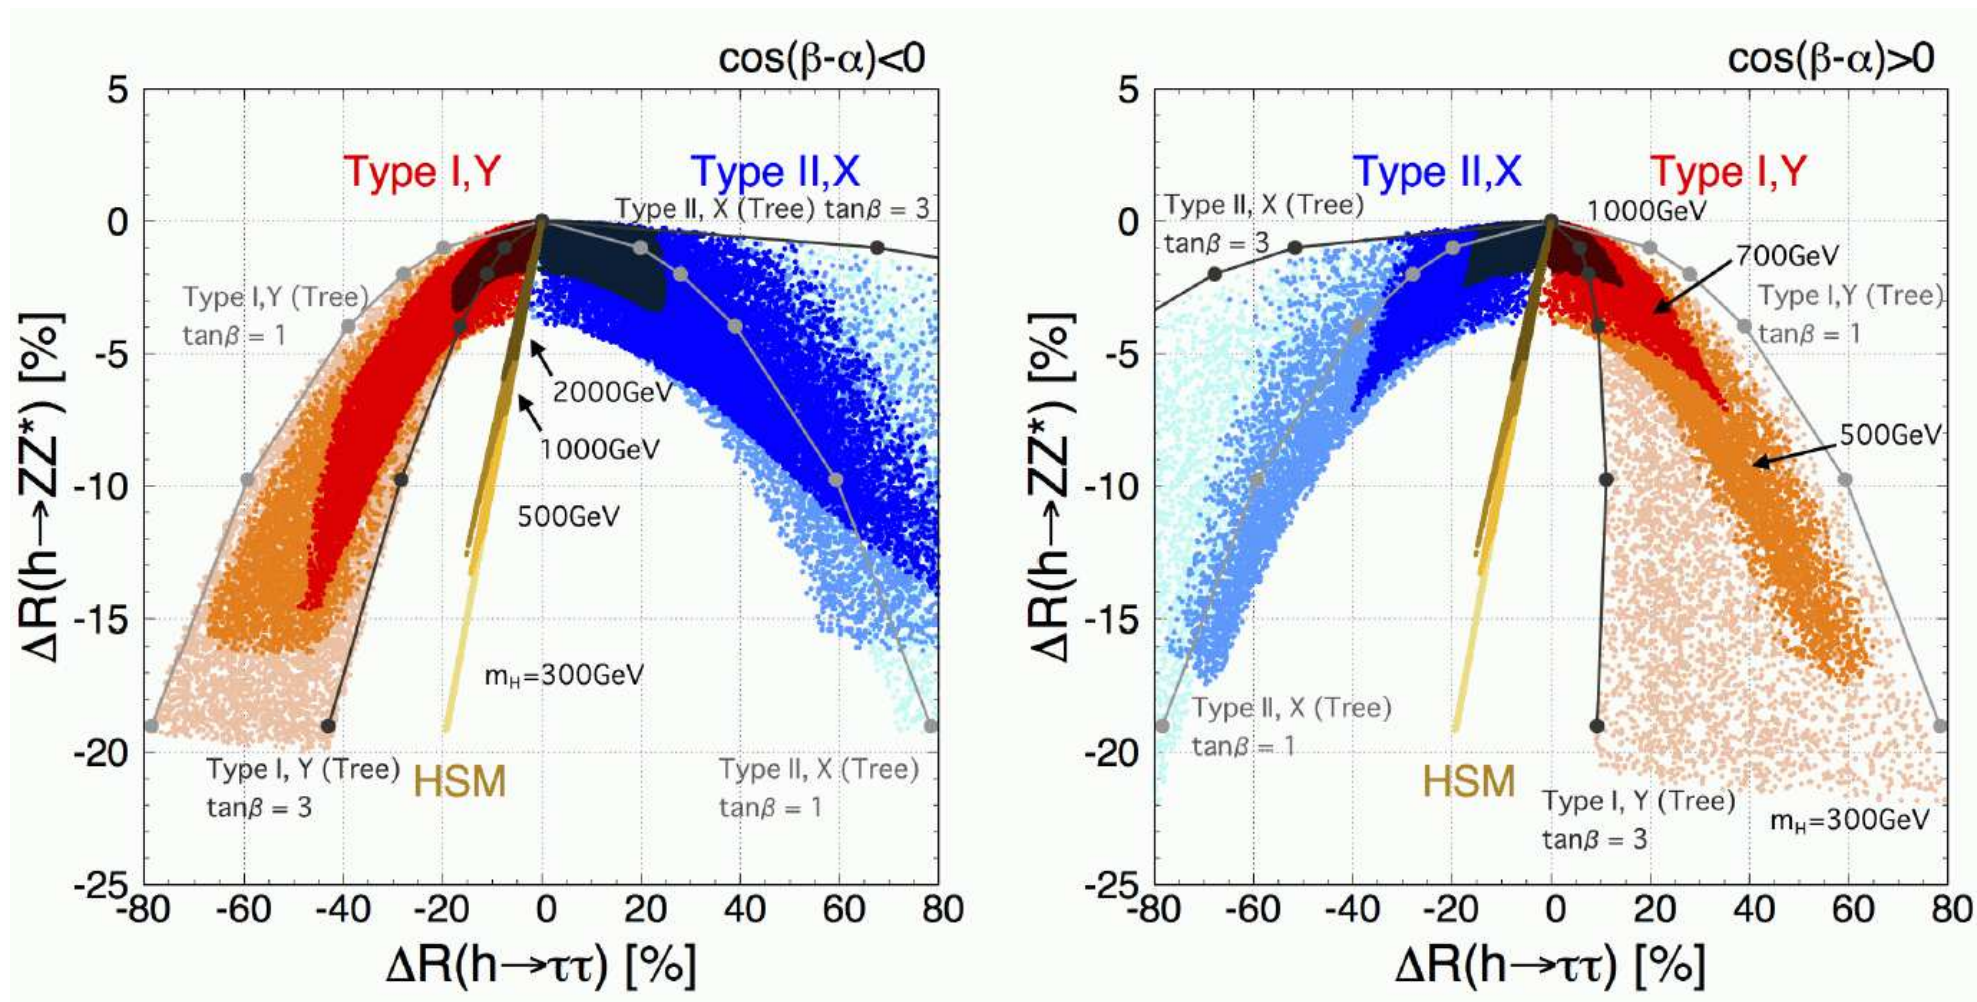 cos(β-α)<0
5
0
-5
-10
-15
-20
-25
ΔR(h→ZZ*) [%]
Type I,Y
Type II,X
Type II, X (Tree) tanβ = 3
Type I,Y (Tree)
tanβ = 1
2000GeV
1000GeV
500GeV
mH=300GeV
Type I, Y (Tree)
tanβ = 3
HSM
Type II, X (Tree)
tanβ = 1
-80 -60 -40 -20 0 20 40 60 80
ΔR(h→ττ) [%]
cos(β-α)>0
5
0
-5
-10
-15
-20
-25
ΔR(h→ZZ*) [%]
Type II,X
Type I,Y
Type II, X (Tree)
tanβ = 3
1000GeV
700GeV
Type I,Y (Tree)
tanβ = 1
500GeV
Type II, X (Tree)
tanβ = 1
HSM
Type I, Y (Tree)
tanβ = 3
mH=300GeV
-80 -60 -40 -20 0 20 40 60 80
ΔR(h→ττ) [%]